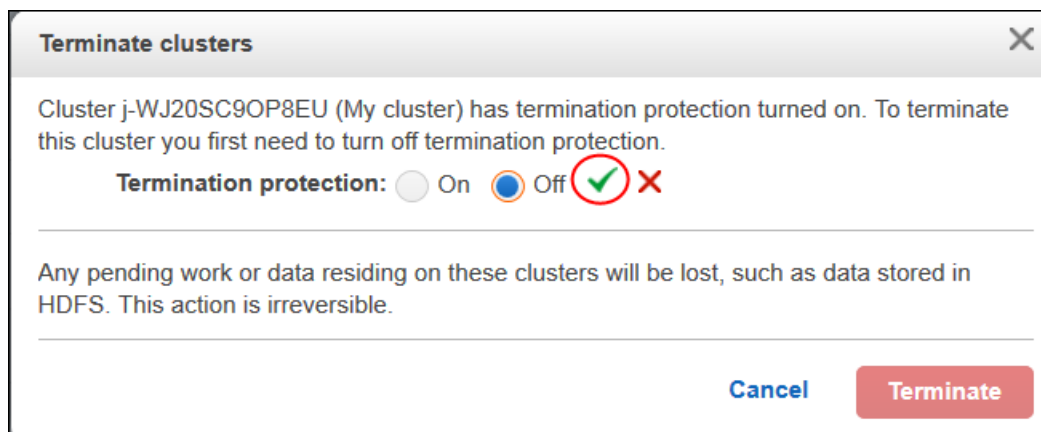 Terminate clusters
Cluster j-WJ20SC9OP8EU (My cluster) has termination protection turned on. To terminate
this cluster you first need to turn off termination protection.
Termination protection: On Off
Any pending work or data residing on these clusters will be lost, such as data stored in
HDFS. This action is irreversible.
Cancel Terminate